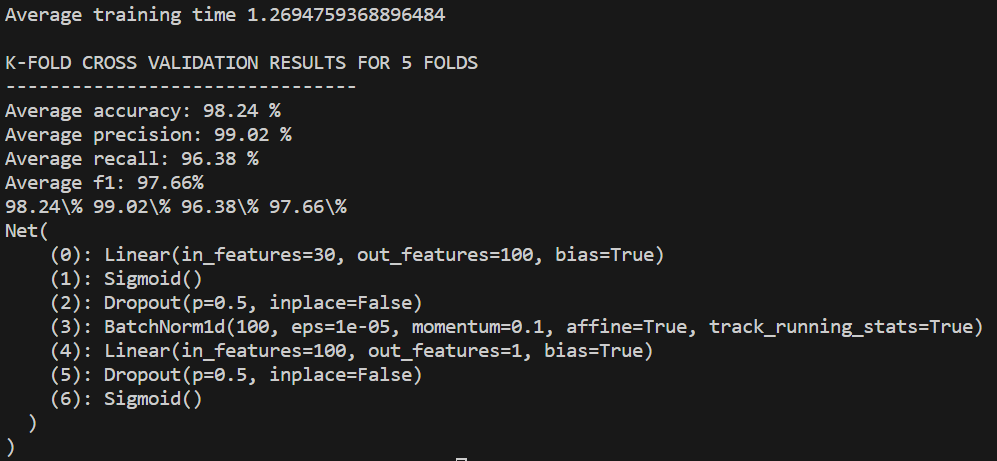 Average training time 1.2694759368896484
K-FOLD CROSS VALIDATION RESULTS FOR 5 FOLDS
--------------------------------
Average accuracy: 98.24 %
Average precision: 99.02 %
Average recall: 96.38 %
Average f1: 97.66%
98.24\% 99.02\% 96.38\% 97.66\%
Net(
(0): Linear(in_features=30, out_features=100, bias=True)
(1): Sigmoid()
(2): Dropout(p=0.5, inplace=False)
(3): BatchNorm1d(100, eps=1e-05, momentum=0.1, affine=True, track_running_stats=True)
(4): Linear(in_features=100, out_features=1, bias=True)
(5): Dropout(p=0.5, inplace=False)
(6): Sigmoid()
)
)